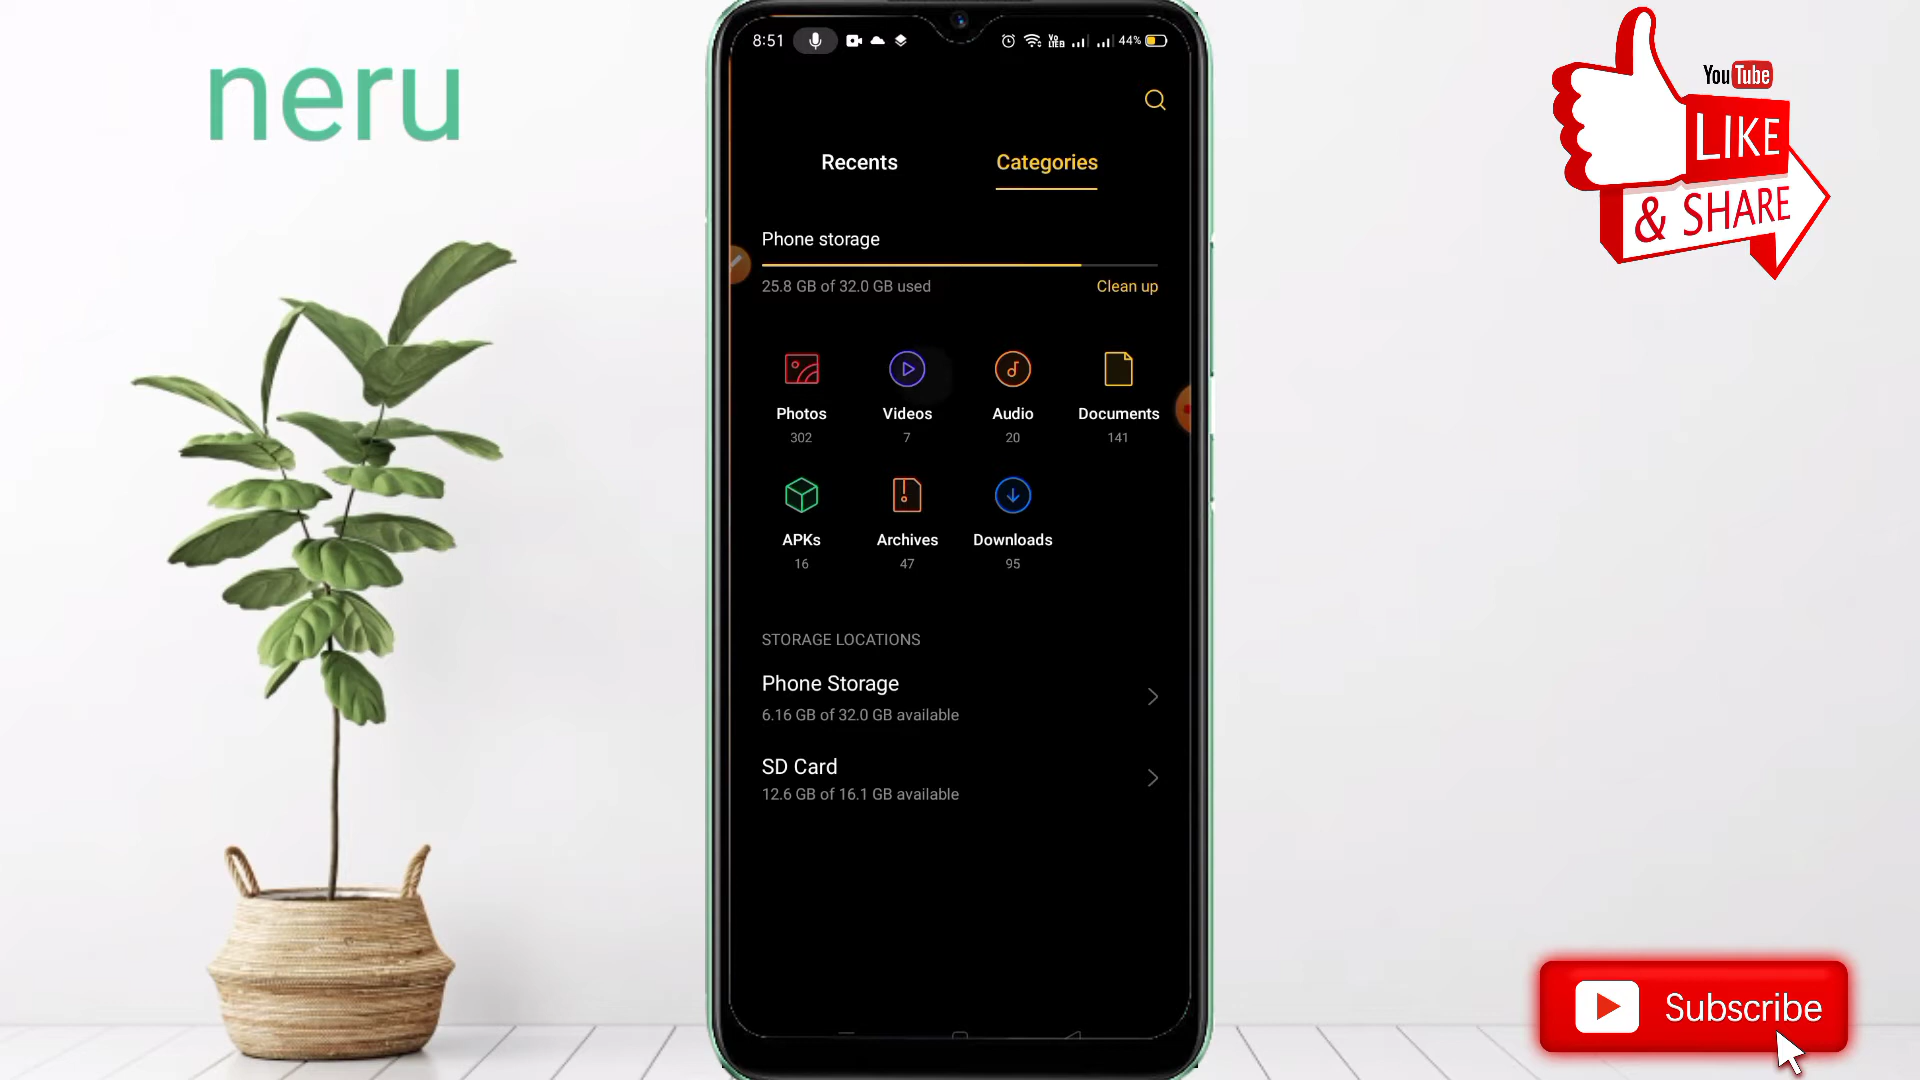 neru
8:51
Vo
LTEB
44%
Recents
Categories
Phone storage
25.8 GB of 32.0 GB used
Clean up
Photos
302
Videos
7
Audio
20
Documents
141
APKs
16
Archives
47
Downloads
95
STORAGE LOCATIONS
Phone Storage
6.16 GB of 32.0 GB available
SD Card
12.6 GB of 16.1 GB available
YouTube
LIKE
& SHARE
Subscribe